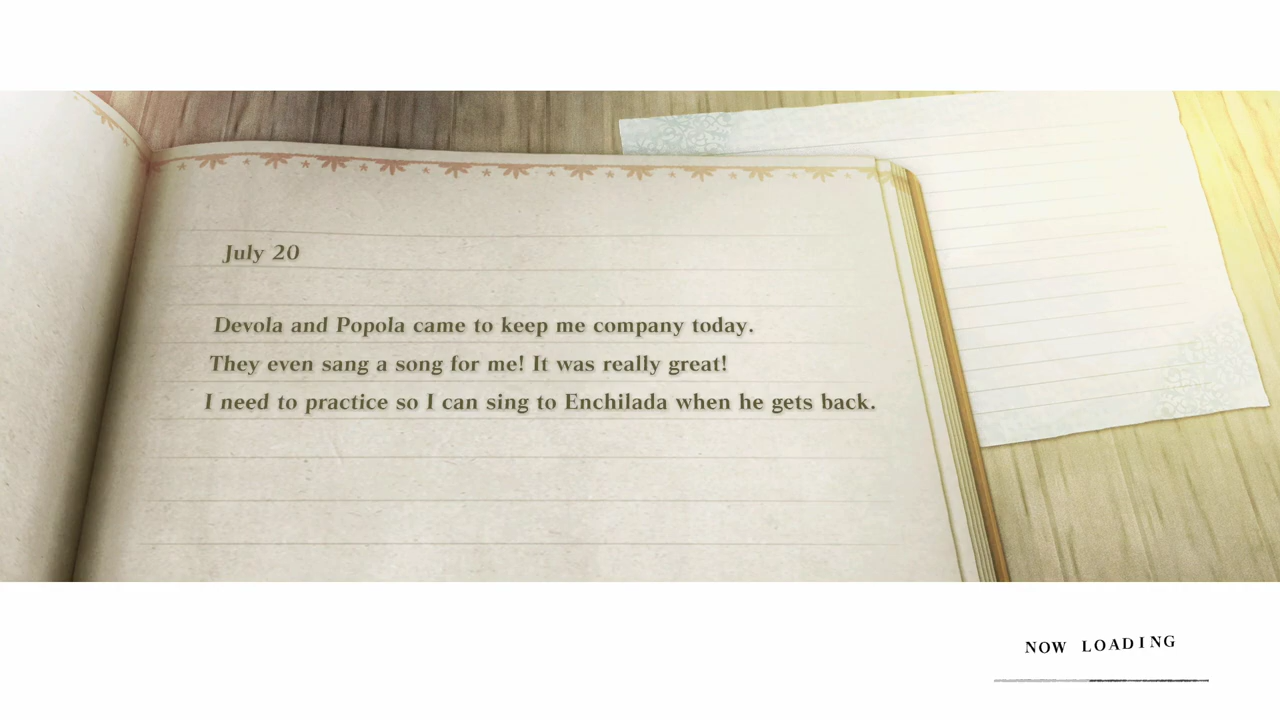 July 20
Devola and Popola came to keep me company today.
They even sang a song for me! It was really great!
I need to practice so I can sing to Enchilada when he gets back.
NOW LOADING